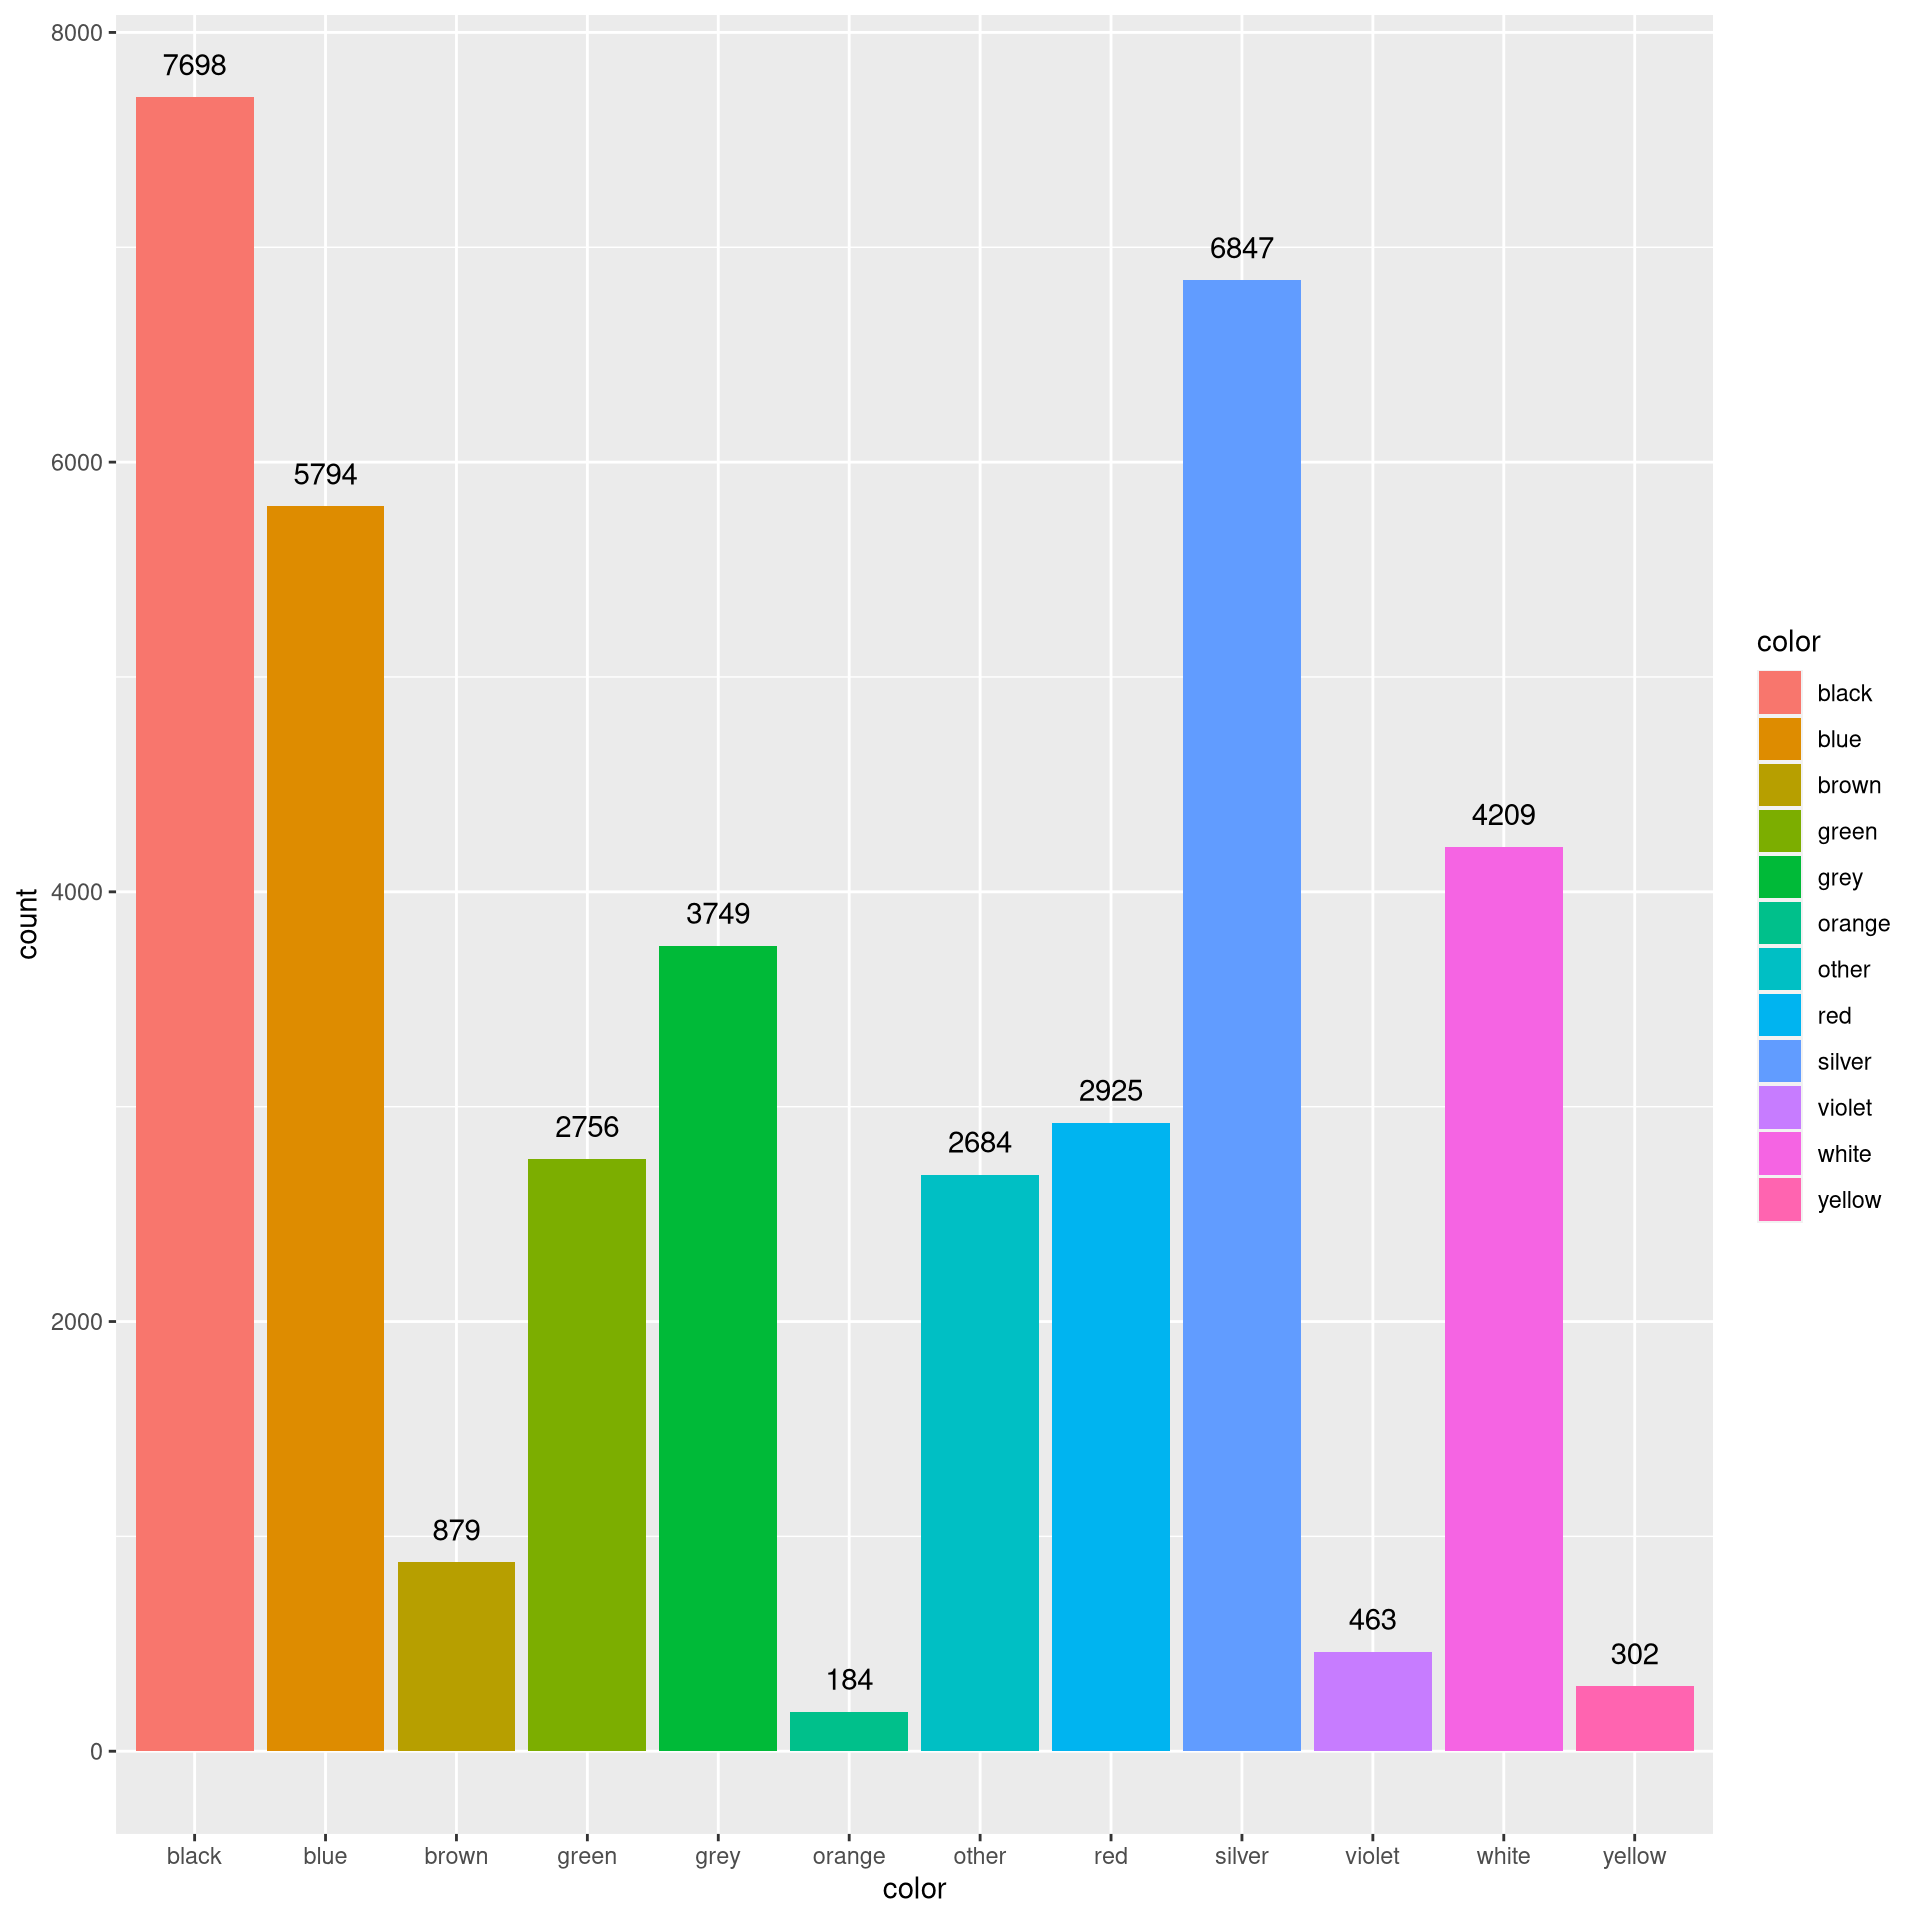 8000
6000
4000
2000
0
count
7698
5794
879
2756
3749
184
2684
2925
6847
463
4209
302
black blue brown green grey orange other red silver violet white yellow
color
color
black
blue
brown
green
grey
orange
other
red
silver
violet
white
yellow